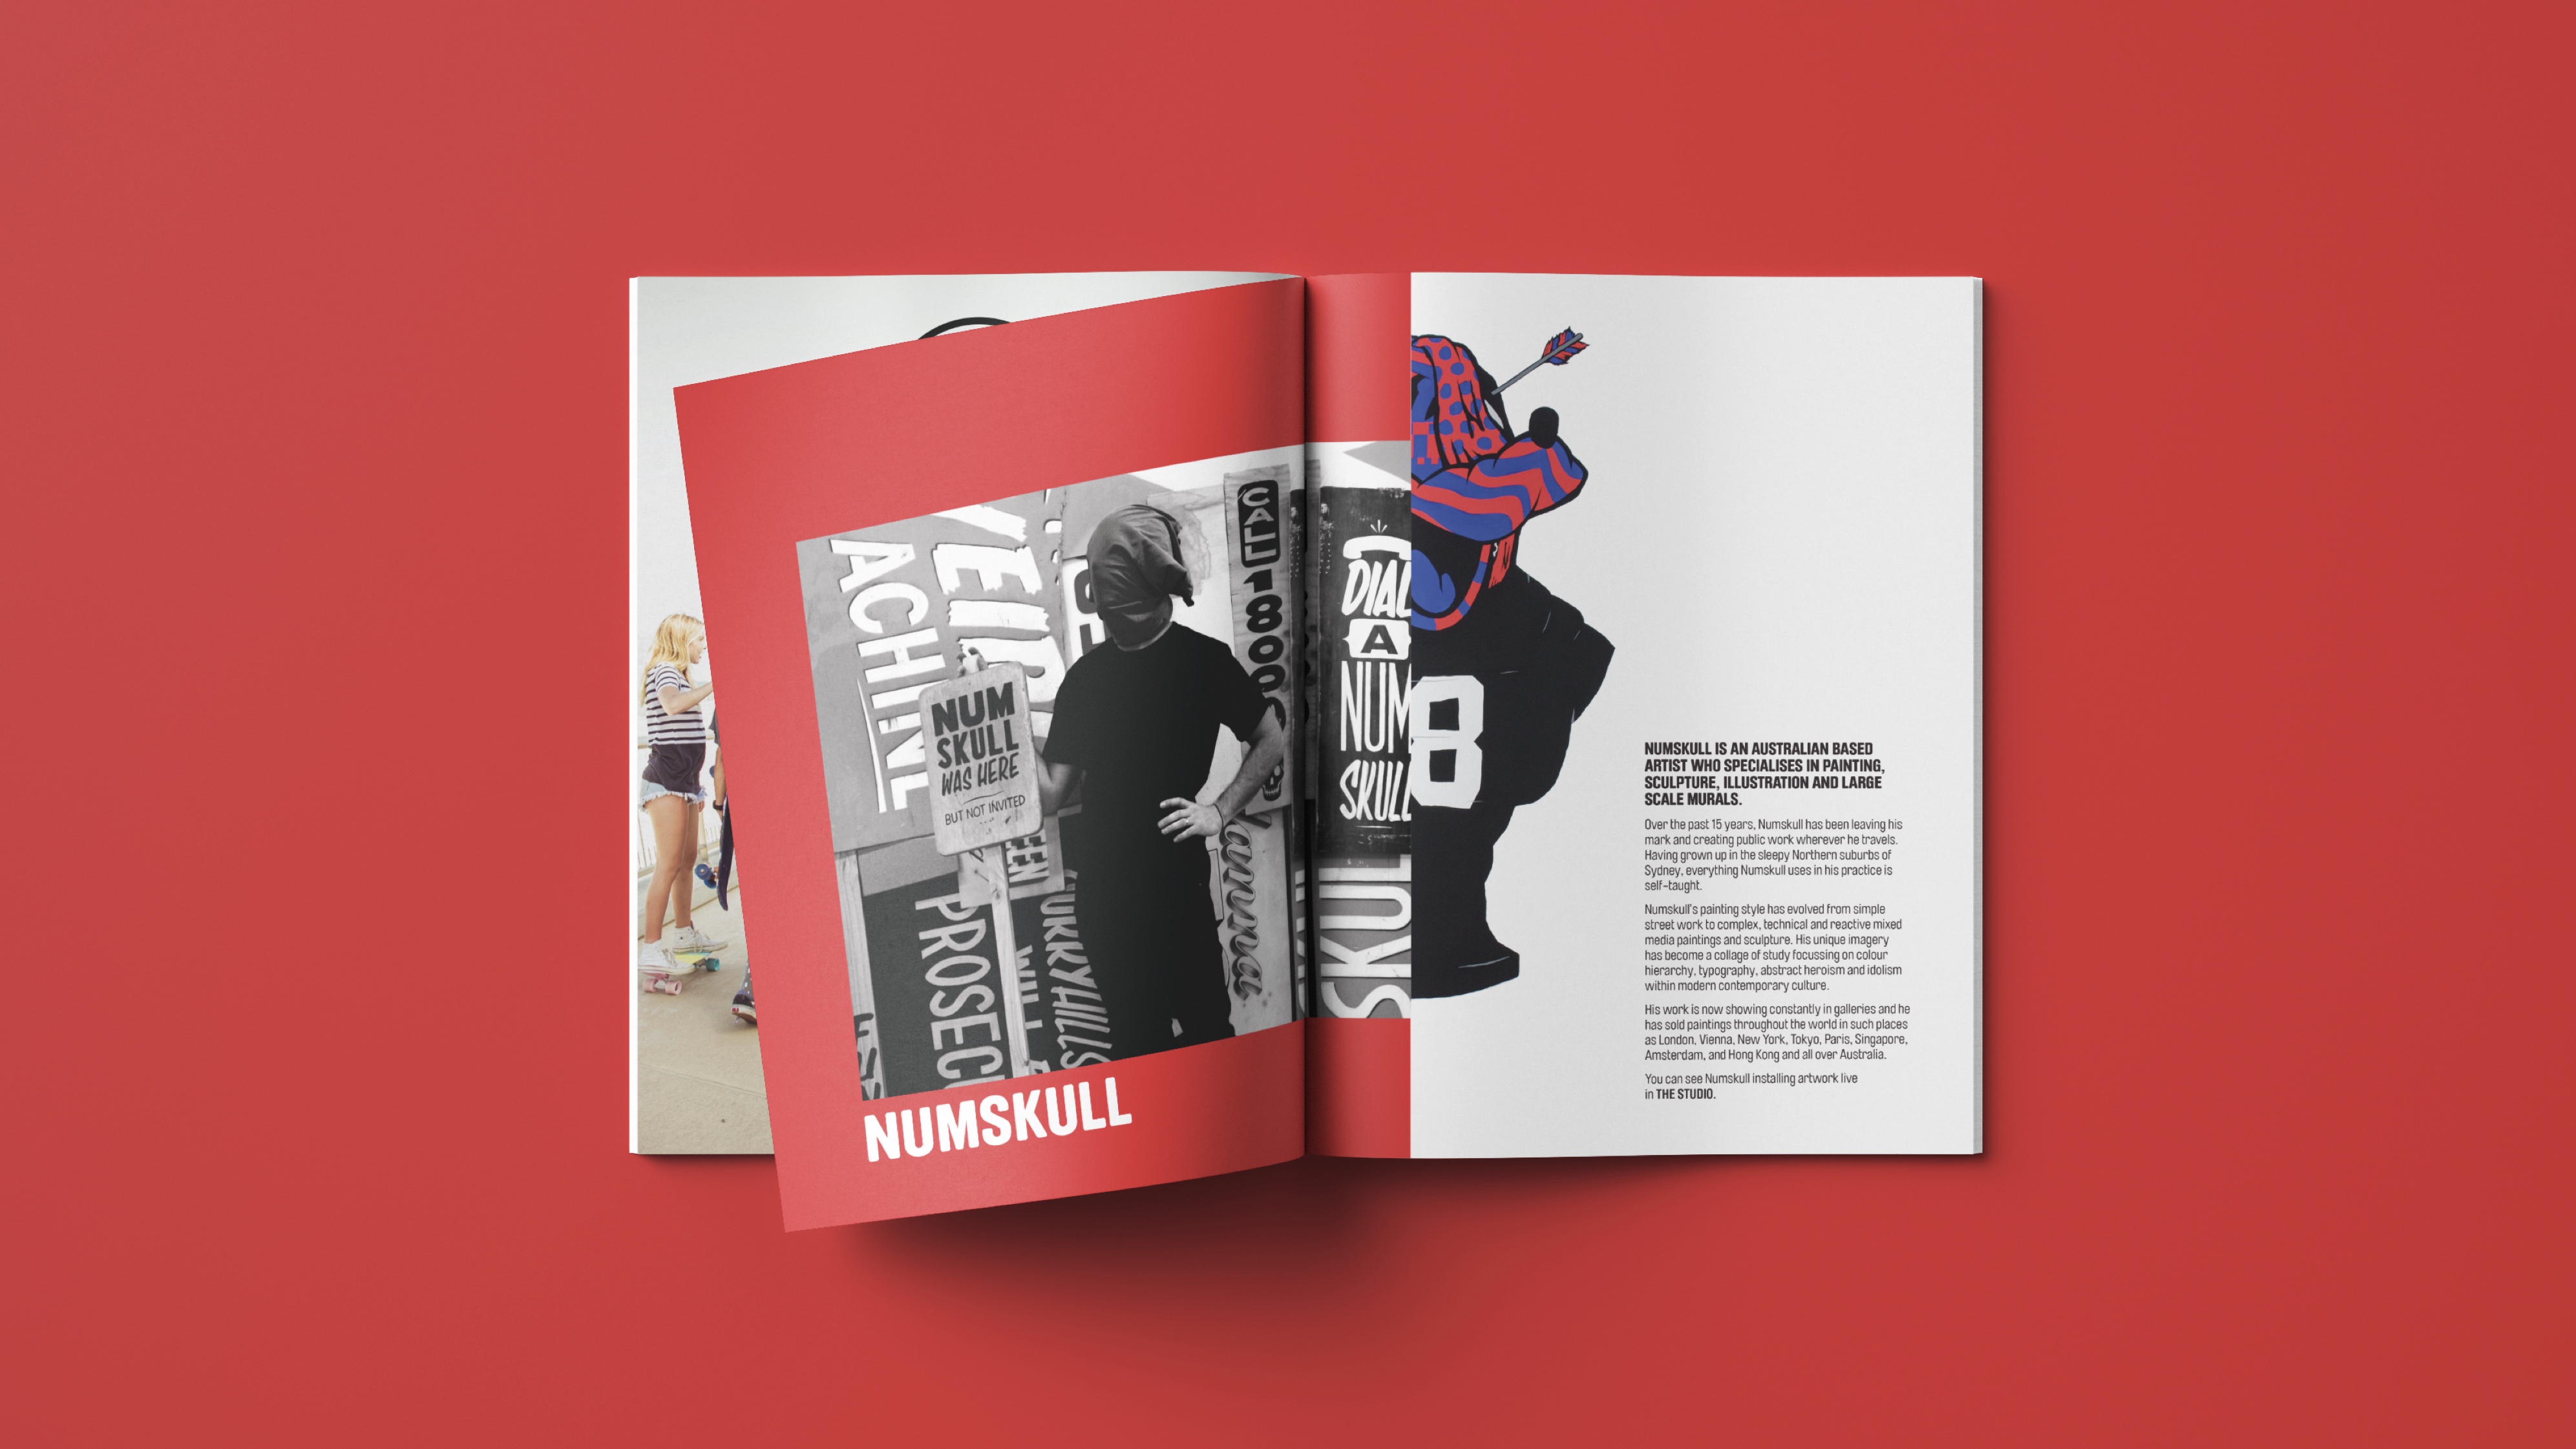 ACHINE
NUM
SKULL
WAS HERE
BUT NOT INVITED
EEN
PROSEC
WILL
CALL 1800
DIAL
A
NUM
SKULL
SKUL
8
NUMSKULL
NUMSKULL IS AN AUSTRALIAN BASED
ARTIST WHO SPECIALISES IN PAINTING,
SCULPTURE, ILLUSTRATION AND LARGE
SCALE MURALS.
Over the past 15 years, Numskull has been leaving his
mark and creating public work wherever he travels.
Having grown up in the sleepy Northern suburbs of
Sydney, everything Numskull uses in his practice is
self-taught.
Numskull's painting style has evolved from simple
street work to complex, technical and reactive mixed
media paintings and sculpture. His unique imagery
has become a collage of study focussing on colour
hierarchy, typography, abstract heroism and idolism
within modern contemporary culture.
His work is now showing constantly in galleries and he
has sold paintings throughout the world in such places
as London, Vienna, New York, Tokyo, Paris, Singapore,
Amsterdam, and Hong Kong and all over Australia.
You can see Numskull installing artwork live
in THE STUDIO.